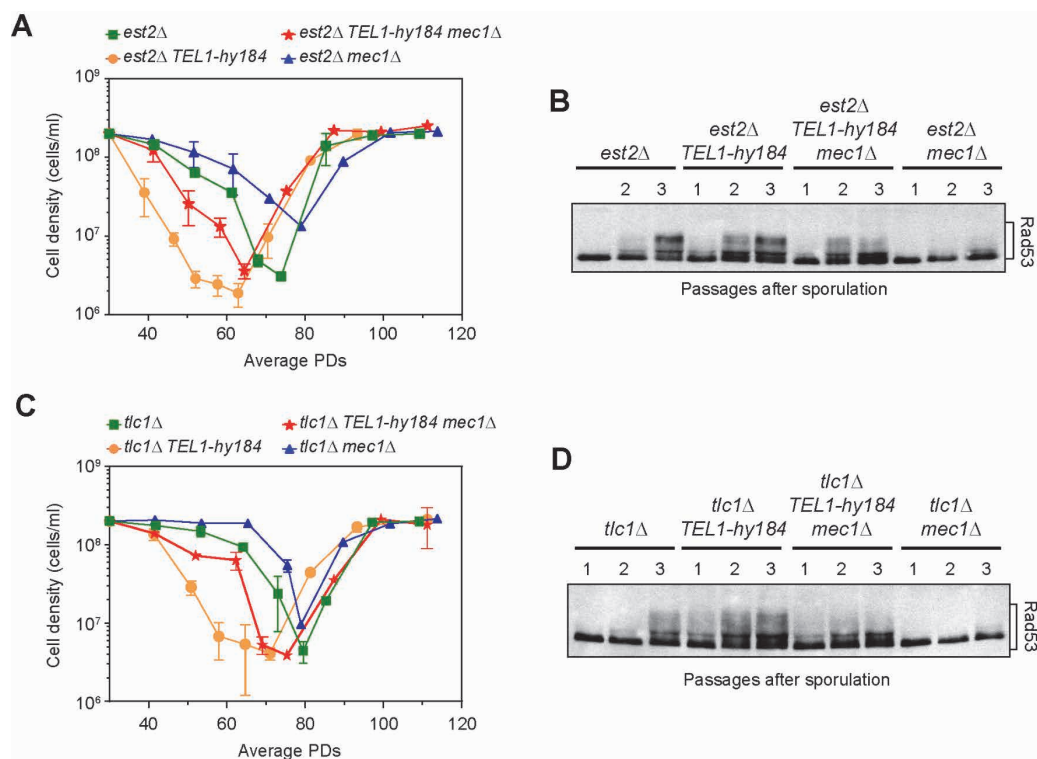 A
est2Δ
est2Δ TEL1-hy184 mec1Δ
est2Δ TEL1-hy184
est2Δ mec1Δ
10⁹
10⁸
10⁷
10⁶
Cell density (cells/ml)
40 60 80 100 120
Average PDs
B
est2Δ
est2Δ
TEL1-hy184
est2Δ
TEL1-hy184
mec1Δ
est2Δ
mec1Δ
2 3 1 2 3 1 2 3 1 2 3
Rad53
Passages after sporulation
C
tlc1Δ
tlc1Δ TEL1-hy184 mec1Δ
tlc1Δ TEL1-hy184
tlc1Δ mec1Δ
10⁹
10⁸
10⁷
10⁶
Cell density (cells/ml)
40 60 80 100 120
Average PDs
D
tlc1Δ
tlc1Δ
TEL1-hy184
tlc1Δ
TEL1-hy184
mec1Δ
tlc1Δ
mec1Δ
1 2 3 1 2 3 1 2 3 1 2 3
Rad53
Passages after sporulation